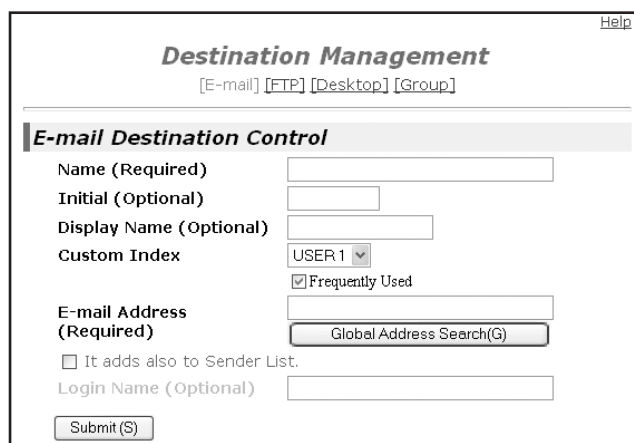 Help
Destination Management
[E-mail] [FTP] [Desktop] [Group]
E-mail Destination Control
Name (Required)
Initial (Optional)
Display Name (Optional)
Custom Index USER 1
Frequently Used
E-mail Address
(Required)
Global Address Search(G)
It adds also to Sender List.
Login Name (Optional)
Submit (S)